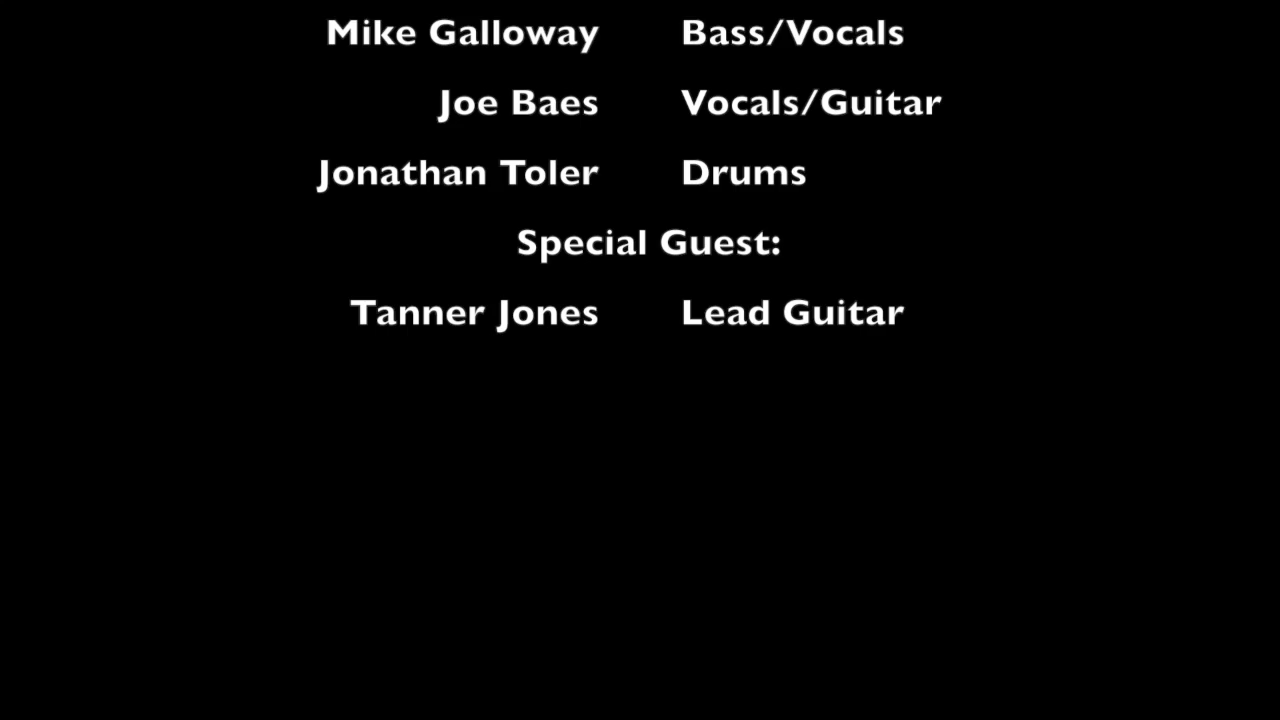 Mike Galloway Bass/Vocals
Joe Baes Vocals/Guitar
Jonathan Toler Drums
Special Guest:
Tanner Jones Lead Guitar